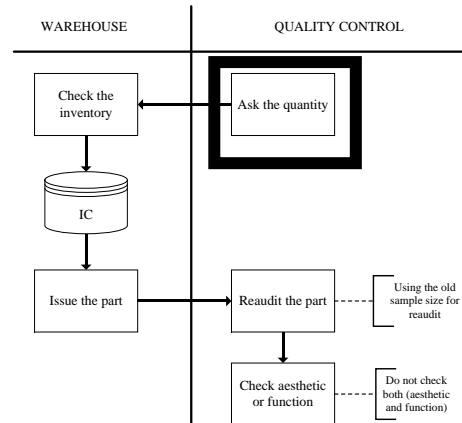 WAREHOUSE
QUALITY CONTROL
Check the
inventory
Ask the quantity
IC
Issue the part
Reaudit the part
Using the old
sample size for
reaudit
Check aesthetic
or function
Do not check
both (aesthetic
and function)